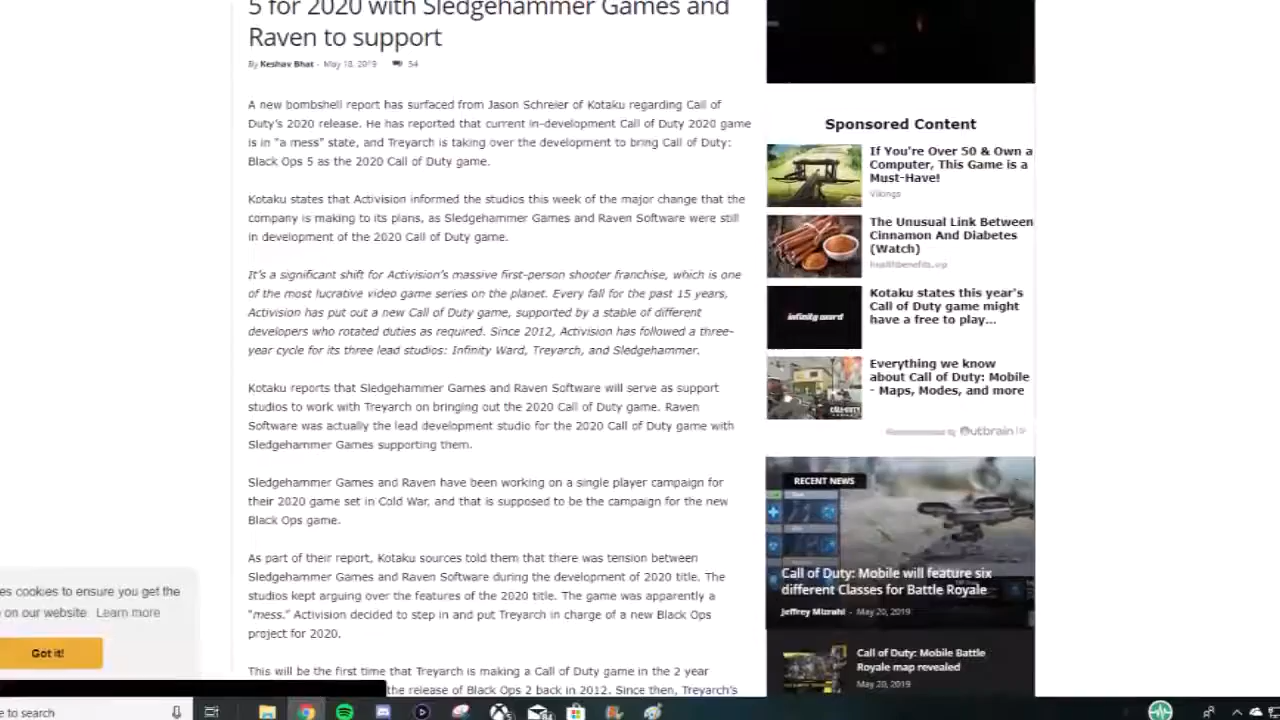 5 for 2020 with Sledgehammer Games and
Raven to support
By Keshav Bhat - May 18, 2019 54
A new bombshell report has surfaced from Jason Schreier of Kotaku regarding Call of
Duty's 2020 release. He has reported that current in-development Call of Duty 2020 game
is in "a mess" state, and Treyarch is taking over the development to bring Call of Duty:
Black Ops 5 as the 2020 Call of Duty game.
Kotaku states that Activision informed the studios this week of the major change that the
company is making to its plans, as Sledgehammer Games and Raven Software were still
in development of the 2020 Call of Duty game.
It's a significant shift for Activision's massive first-person shooter franchise, which is one
of the most lucrative video game series on the planet. Every fall for the past 15 years,
Activision has put out a new Call of Duty game, supported by a stable of different
developers who rotated duties as required. Since 2012, Activision has followed a three-
year cycle for its three lead studios: Infinity Ward, Treyarch, and Sledgehammer.
Kotaku reports that Sledgehammer Games and Raven Software will serve as support
studios to work with Treyarch on bringing out the 2020 Call of Duty game. Raven
Software was actually the lead development studio for the 2020 Call of Duty game with
Sledgehammer Games supporting them.
Sledgehammer Games and Raven have been working on a single player campaign for
their 2020 game set in Cold War, and that is supposed to be the campaign for the new
Black Ops game.
As part of their report, Kotaku sources told them that there was tension between
Sledgehammer Games and Raven Software during the development of 2020 title. The
studios kept arguing over the features of the 2020 title. The game was apparently a
"mess." Activision decided to step in and put Treyarch in charge of a new Black Ops
project for 2020.
This will be the first time that Treyarch is making a Call of Duty game in the 2 year
the release of Black Ops 2 back in 2012. Since then, Treyarch's
Sponsored Content
If You're Over 50 & Own a
Computer, This Game is a
Must-Have!
Vikings
The Unusual Link Between
Cinnamon And Diabetes
(Watch)
healthbenefits.vip
infinity ward
Kotaku states this year's
Call of Duty game might
have a free to play...
CALL OF DUTY
Everything we know
about Call of Duty: Mobile
- Maps, Modes, and more
Outbrain
RECENT NEWS
Call of Duty: Mobile will feature six
different Classes for Battle Royale
Jeffrey Mizrahi - May 20, 2019
Call of Duty: Mobile Battle
Royale map revealed
May 20, 2019
es cookies to ensure you get the
e on our website Learn more
Got it!
e to search